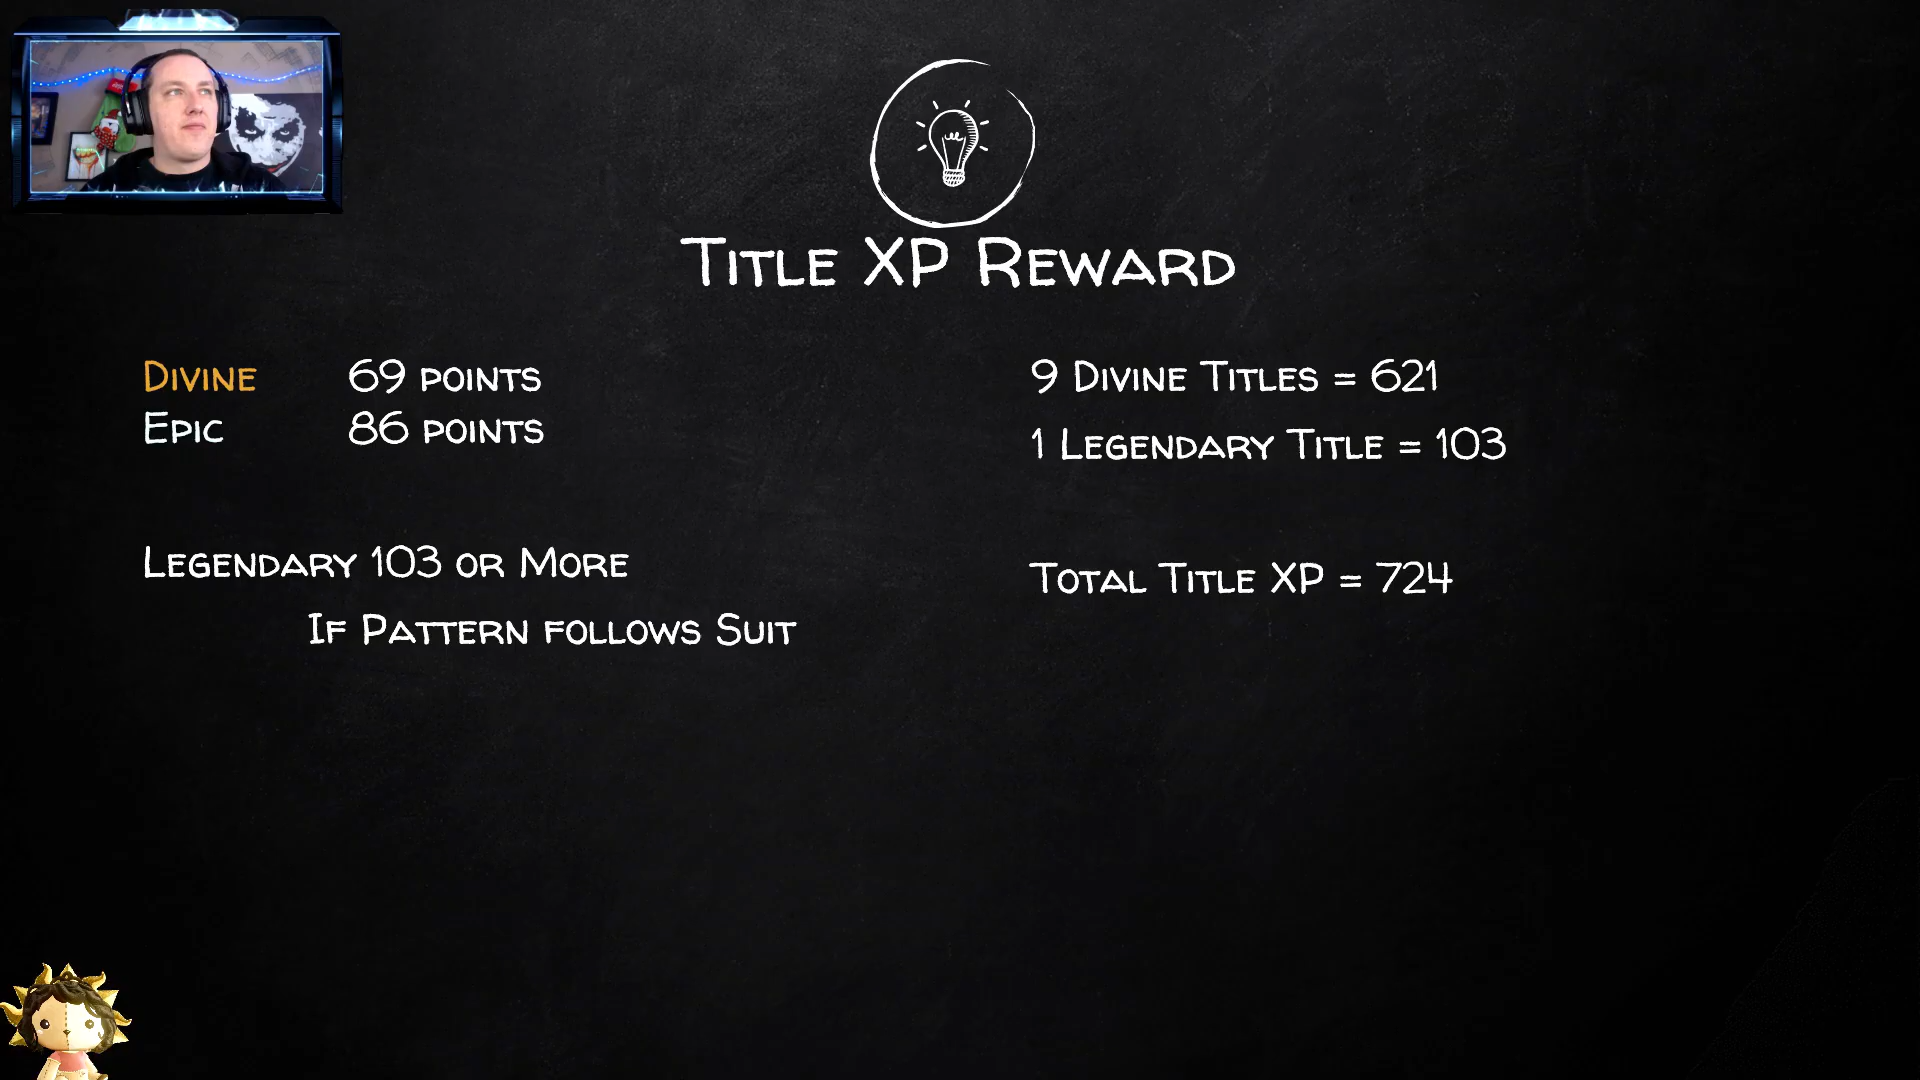 Title XP Reward
Divine 69 points
Epic 86 points
Legendary 103 or More
If Pattern follows Suit
9 Divine Titles = 621
1 Legendary Title = 103
Total Title XP = 724